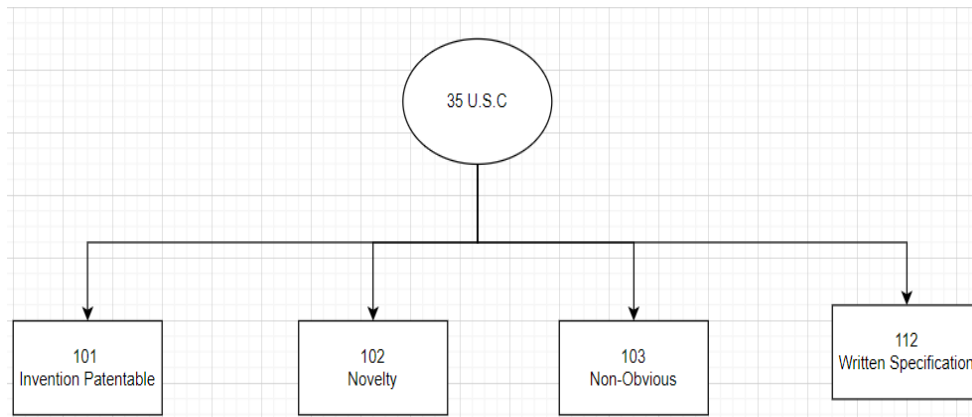 35 U.S.C
101
Invention Patentable
102
Novelty
103
Non-Obvious
112
Written Specification